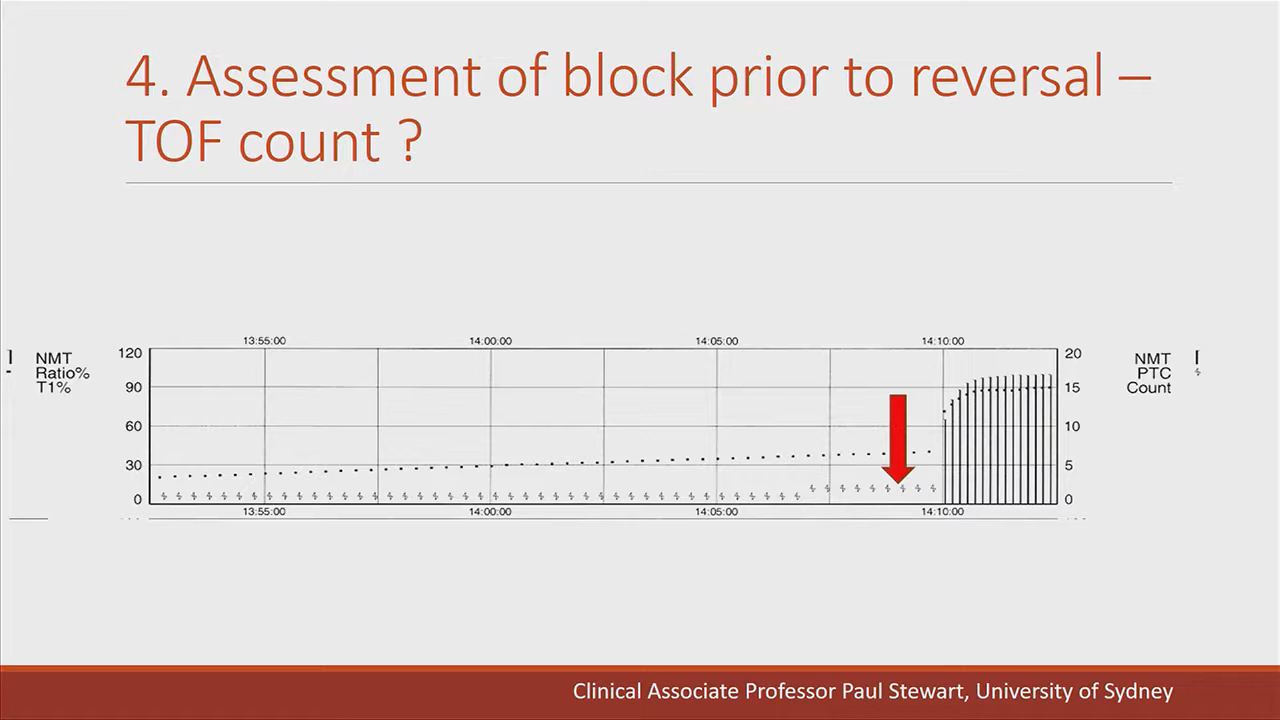 4. Assessment of block prior to reversal –
TOF count ?
13:55:00 14:00:00 14:05:00 14:10:00
NMT
Ratio%
T1%
120
90
60
30
0
20
15
10
5
0
NMT
PTC
Count
13:55:00 14:00:00 14:05:00 14:10:00
Clinical Associate Professor Paul Stewart, University of Sydney